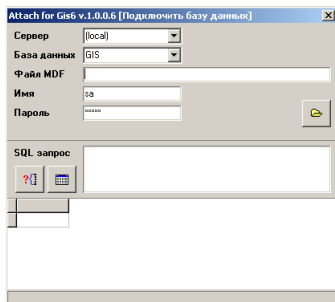 Attach for Gis6 v.1.0.0.6 [Подключить базу данных]
Сервер (local)
База данных GIS
Файл MDF
Имя sa
Пароль xxxxx
SQL запрос
?{}